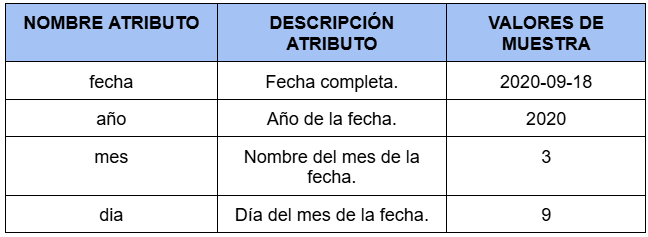 NOMBRE ATRIBUTO DESCRIPCIÓN ATRIBUTO VALORES DE MUESTRA
fecha Fecha completa. 2020-09-18
año Año de la fecha. 2020
mes Nombre del mes de la fecha. 3
dia Día del mes de la fecha. 9